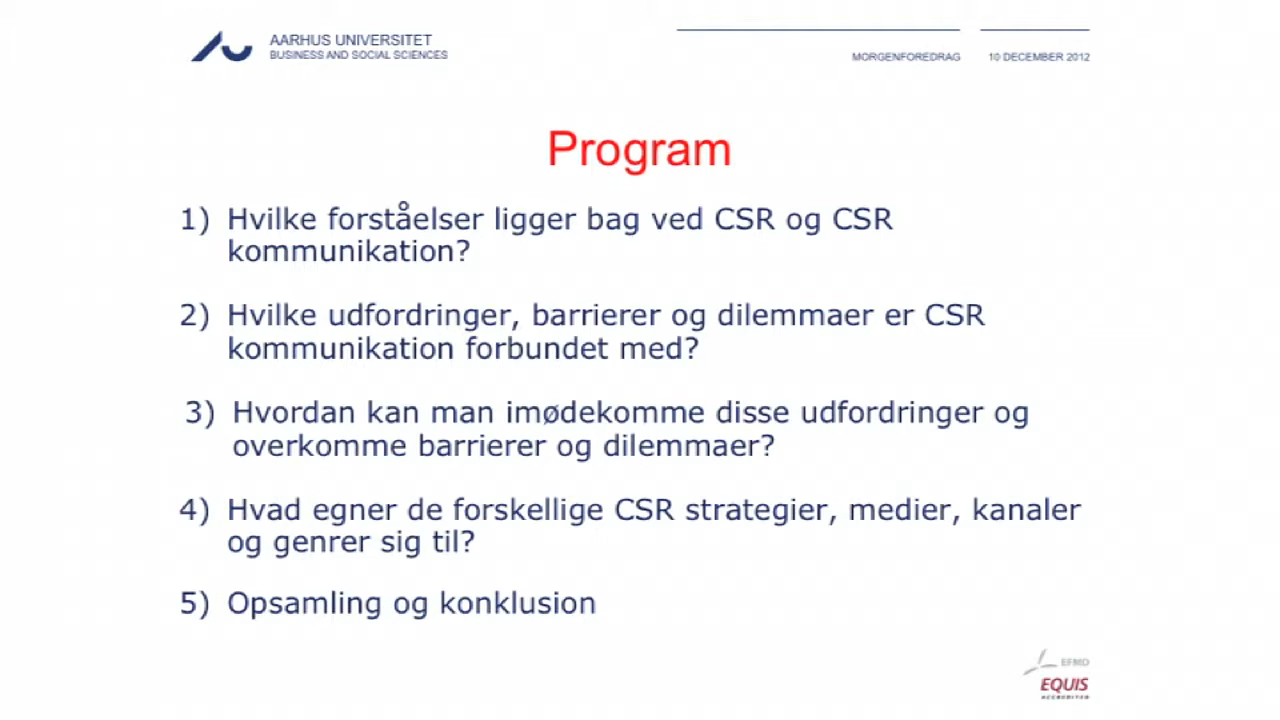 AARHUS UNIVERSITET
BUSINESS AND SOCIAL SCIENCES
MORGENFOREDRAG
10 DECEMBER 2012
Program
1) Hvilke forståelser ligger bag ved CSR og CSR
kommunikation?
2) Hvilke udfordringer, barrierer og dilemmaer er CSR
kommunikation forbundet med?
3) Hvordan kan man imødekomme disse udfordringer og
overkomme barrierer og dilemmaer?
4) Hvad egner de forskellige CSR strategier, medier, kanaler
og genrer sig til?
5) Opsamling og konklusion
EFMD
EQUIS
ACCREDITED